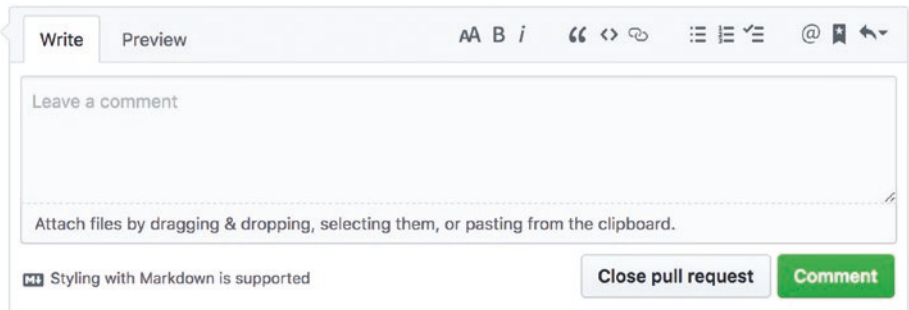 Write Preview AA B i “ <> @
Leave a comment
Attach files by dragging & dropping, selecting them, or pasting from the clipboard.
M↓ Styling with Markdown is supported Close pull request Comment